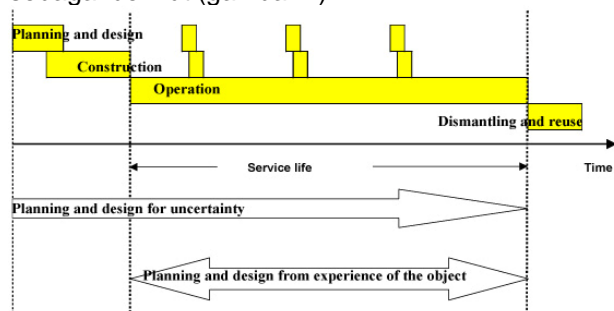 Planning and design
Construction
Operation
Dismantling and reuse
Service life
Time
Planning and design for uncertainty
Planning and design from experience of the object